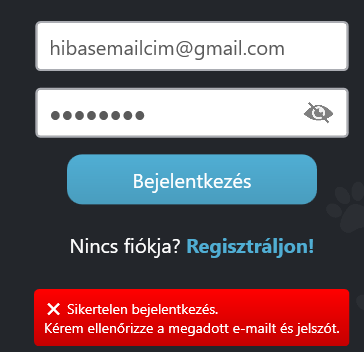 hibasemailcim@gmail.com
●●●●●●●●
Bejelentkezés
Nincs fiókja? Regisztráljon!
Sikertelen bejelentkezés.
Kérem ellenőrizze a megadott e-mailt és jelszót.